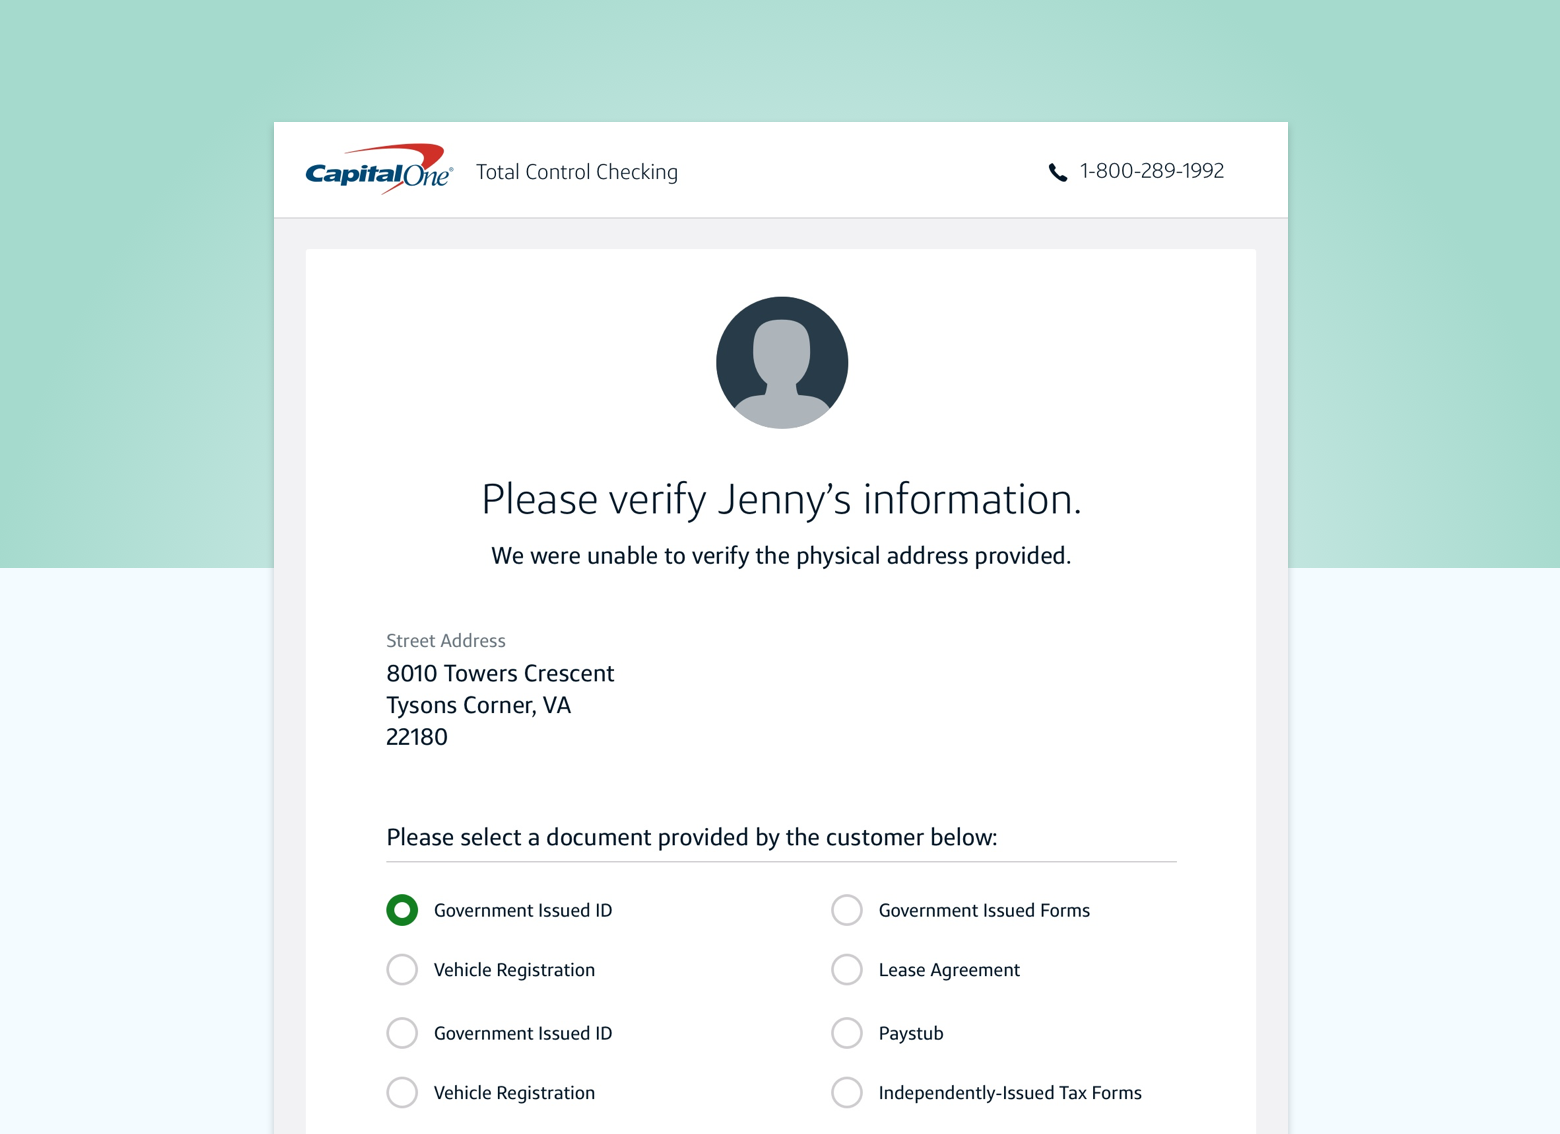 CapitalOne® Total Control Checking 1-800-289-1992
Please verify Jenny’s information.
We were unable to verify the physical address provided.
Street Address
8010 Towers Crescent
Tysons Corner, VA
22180
Please select a document provided by the customer below:
Government Issued ID Government Issued Forms
Vehicle Registration Lease Agreement
Government Issued ID Paystub
Vehicle Registration Independently-Issued Tax Forms